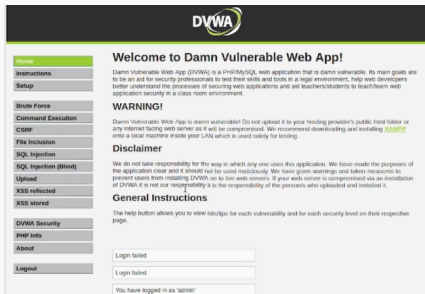 DVWA
Home
Instructions
Setup
Brute Force
Command Execution
CSRF
File Inclusion
SQL Injection
SQL Injection (Blind)
Upload
XSS reflected
XSS stored
DVWA Security
PHP Info
About
Logout
Welcome to Damn Vulnerable Web App!
Damn Vulnerable Web App (DVWA) is a PHP/MySQL web application that is damn vulnerable. Its main goals are
to be an aid for security professionals to test their skills and tools in a legal environment, help web developers
better understand the processes of securing web applications and aid teachers/students to teach/learn web
application security in a class room environment.
WARNING!
Damn Vulnerable Web App is damn vulnerable! Do not upload it to your hosting provider's public html folder or
any internet facing web server as it will be compromised. We recommend downloading and installing XAMPP
onto a local machine inside your LAN which is used solely for testing.
Disclaimer
We do not take responsibility for the way in which any one uses this application. We have made the purposes of
the application clear and it should not be used maliciously. We have given warnings and taken measures to
prevent users from installing DVWA on to live web servers. If your web server is compromised via an installation
of DVWA it is not our responsibility it is the responsibility of the person/s who uploaded and installed it.
General Instructions
The help button allows you to view hits/tips for each vulnerability and for each security level on their respective
page.
Login failed
Login failed
You have logged in as 'admin'